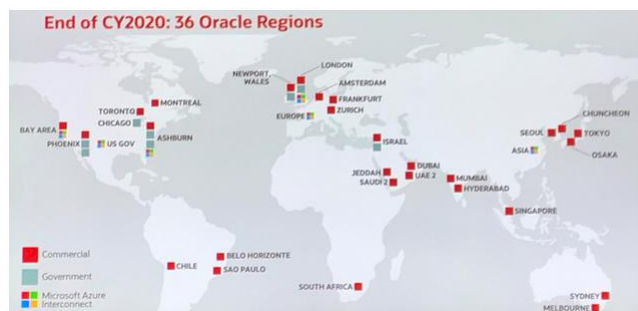 End of CY2020: 36 Oracle Regions
LONDON
NEWPORT,
WALES
AMSTERDAM
MONTREAL
TORONTO
CHICAGO
FRANKFURT
ZURICH
EUROPE
BAY AREA
PHOENIX
US GOV
ASHBURN
ISRAEL
CHUNCHEON
SEOUL
TOKYO
ASIA
OSAKA
JEDDAH
SAUDI 2
DUBAI
UAE 2
MUMBAI
HYDERABAD
SINGAPORE
Commercial
Government
Microsoft Azure
Interconnect
CHILE
BELO HORIZONTE
SAO PAULO
SOUTH AFRICA
SYDNEY
MELBOURNE